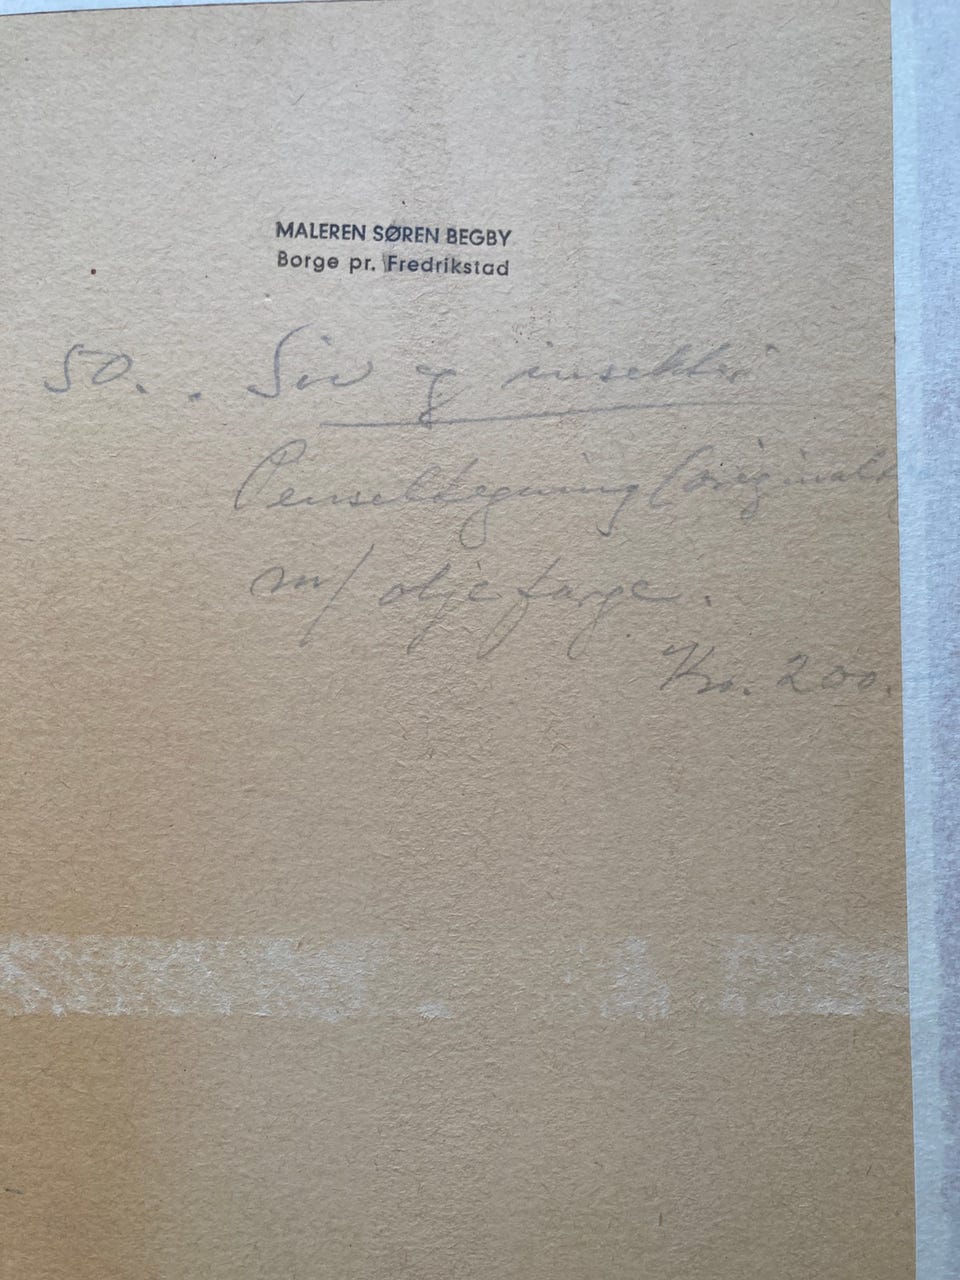 MALEREN SØREN BEGBY
Borge pr. Fredrikstad
50. . Siv og insekter
Penseltegning (original)
m/ oljefarge.
Kr. 200.